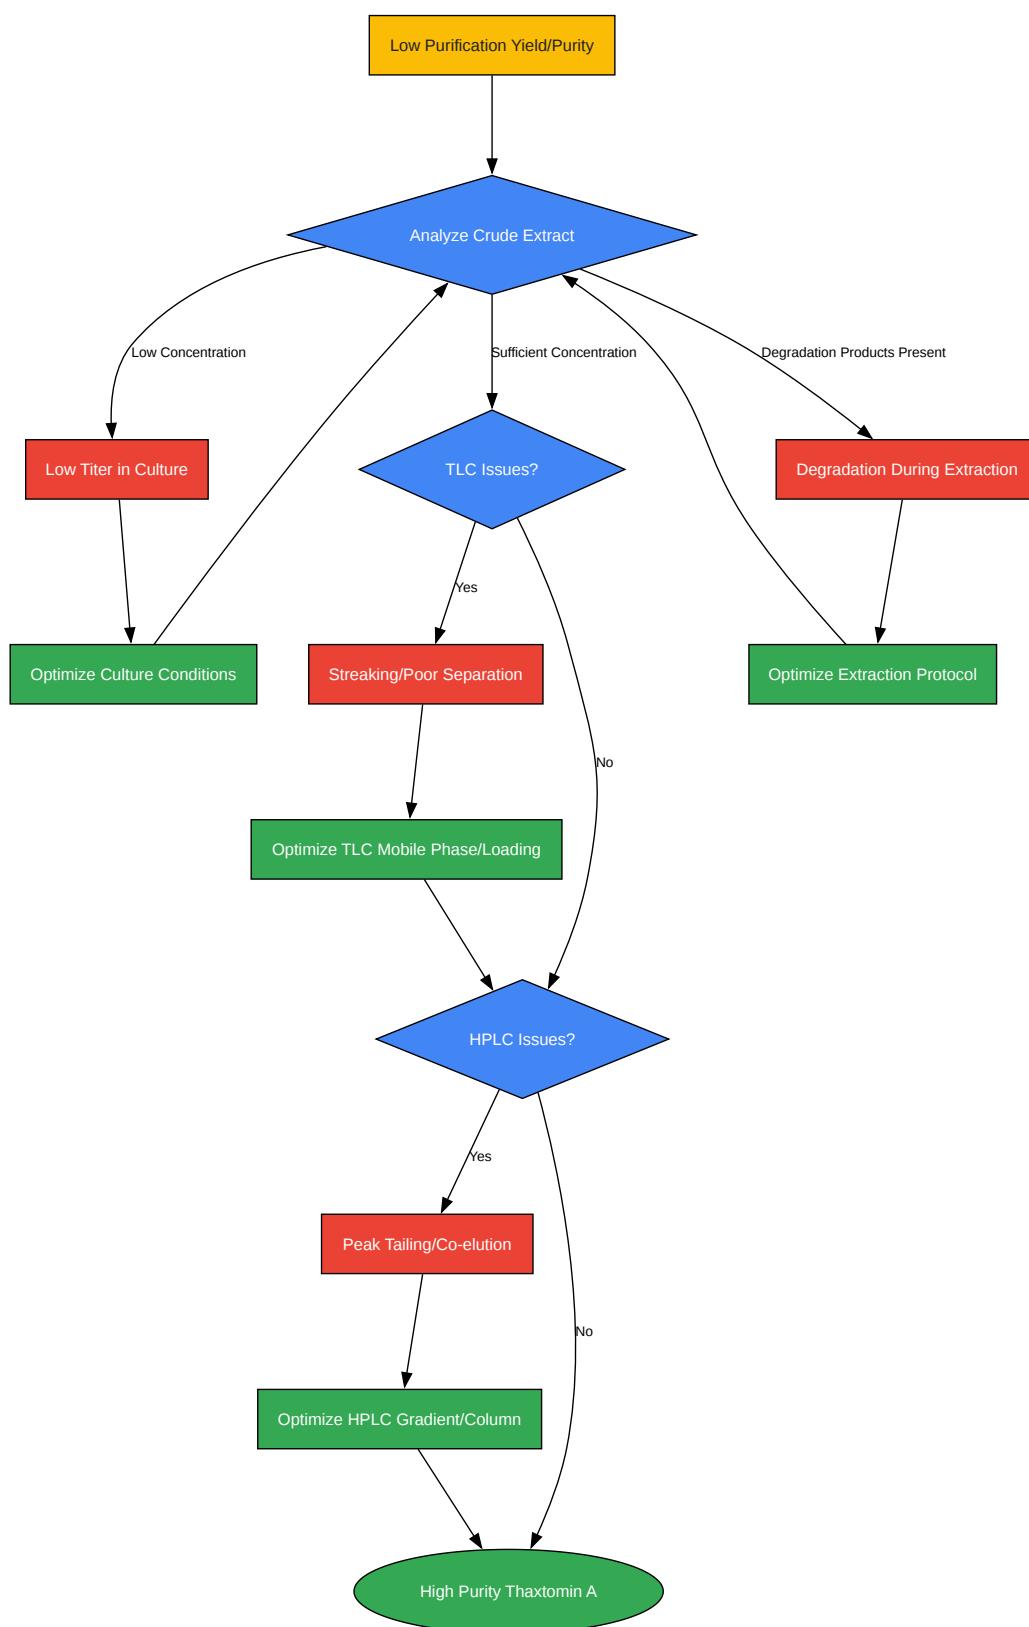 Low Purification Yield/Purity
Analyze Crude Extract
Low Concentration
Sufficient Concentration
Degradation Products Present
Low Titer in Culture
TLC Issues?
Degradation During Extraction
Yes
Optimize Culture Conditions
Streaking/Poor Separation
Optimize Extraction Protocol
No
Optimize TLC Mobile Phase/Loading
HPLC Issues?
Yes
Peak Tailing/Co-elution
No
Optimize HPLC Gradient/Column
High Purity Thaxtomin A